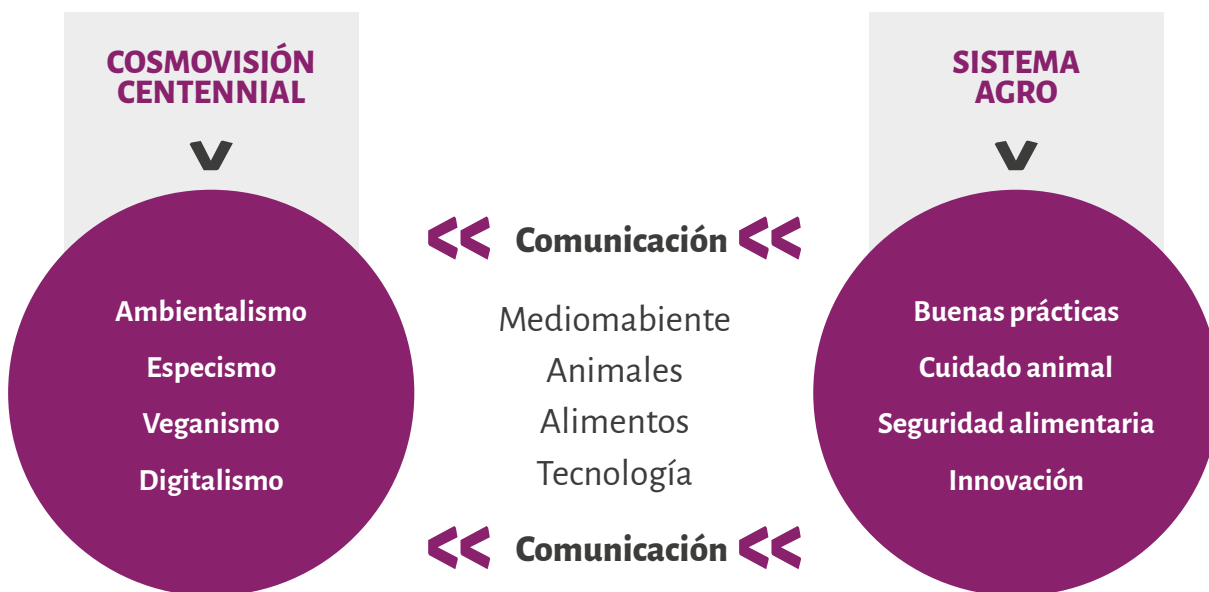 COSMOVISIÓN
CENTENNIAL
Ambientalismo
Especismo
Veganismo
Digitalismo
<< Comunicación <<
Mediomabiente
Animales
Alimentos
Tecnología
<< Comunicación <<
SISTEMA
AGRO
Buenas prácticas
Cuidado animal
Seguridad alimentaria
Innovación